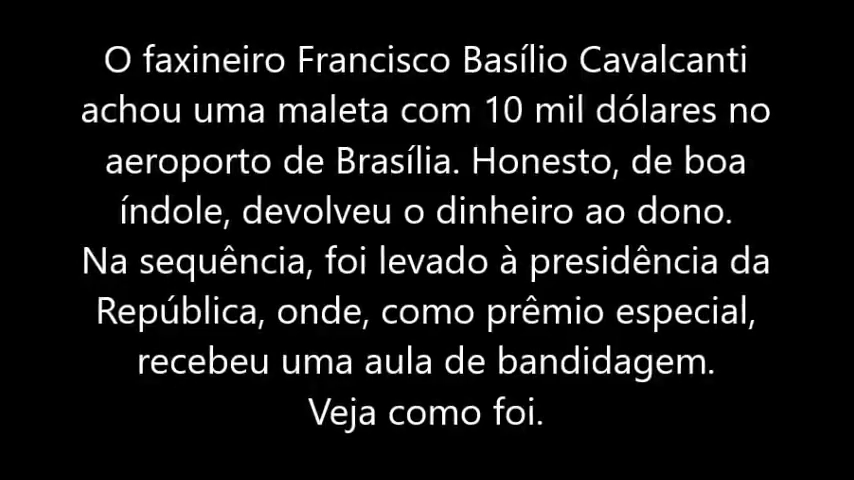 O faxineiro Francisco Basílio Cavalcanti
achou uma maleta com 10 mil dólares no
aeroporto de Brasília. Honesto, de boa
índole, devolveu o dinheiro ao dono.
Na sequência, foi levado à presidência da
República, onde, como prêmio especial,
recebeu uma aula de bandidagem.
Veja como foi.